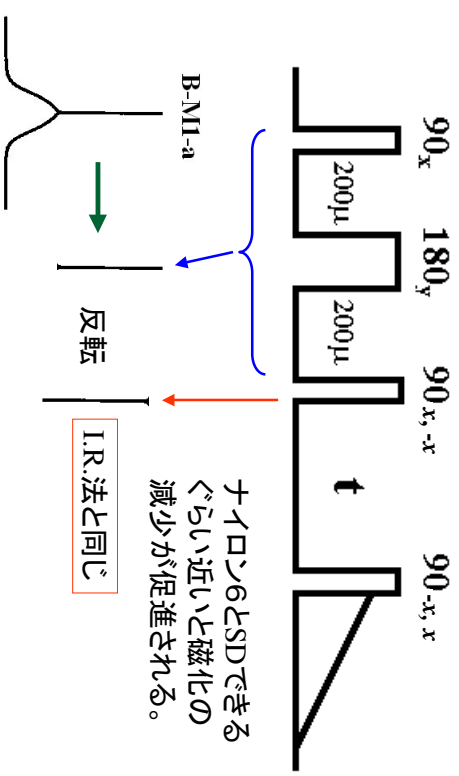 90x
180y
90x, -x
90-x, x
200μ
200μ
t
B-M1-a
反転
I.R.法と同じ
ナイロン6とSDできる
ぐらい近いと磁化の
減少が促進される。